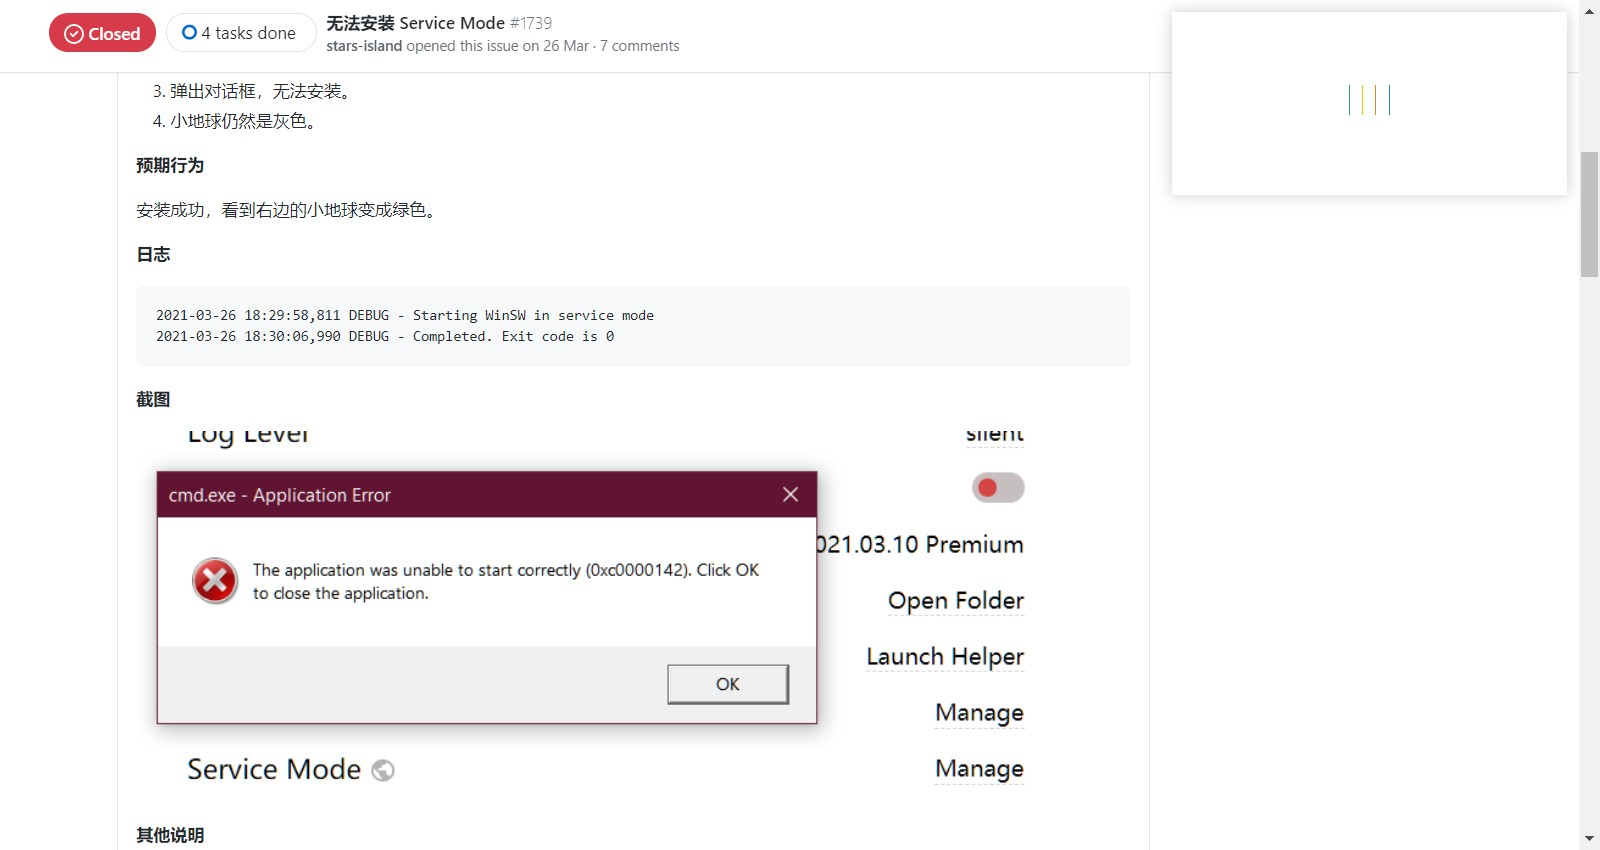 Closed
4 tasks done
无法安装 Service Mode #1739
stars-island opened this issue on 26 Mar · 7 comments
3. 弹出对话框，无法安装。
4. 小地球仍然是灰色。
预期行为
安装成功，看到右边的小地球变成绿色。
日志
2021-03-26 18:29:58,811 DEBUG - Starting WinSW in service mode
2021-03-26 18:30:06,990 DEBUG - Completed. Exit code is 0
截图
Log Level
silent
cmd.exe - Application Error
The application was unable to start correctly (0xc0000142). Click OK
to close the application.
OK
021.03.10 Premium
Open Folder
Launch Helper
Manage
Service Mode
Manage
其他说明